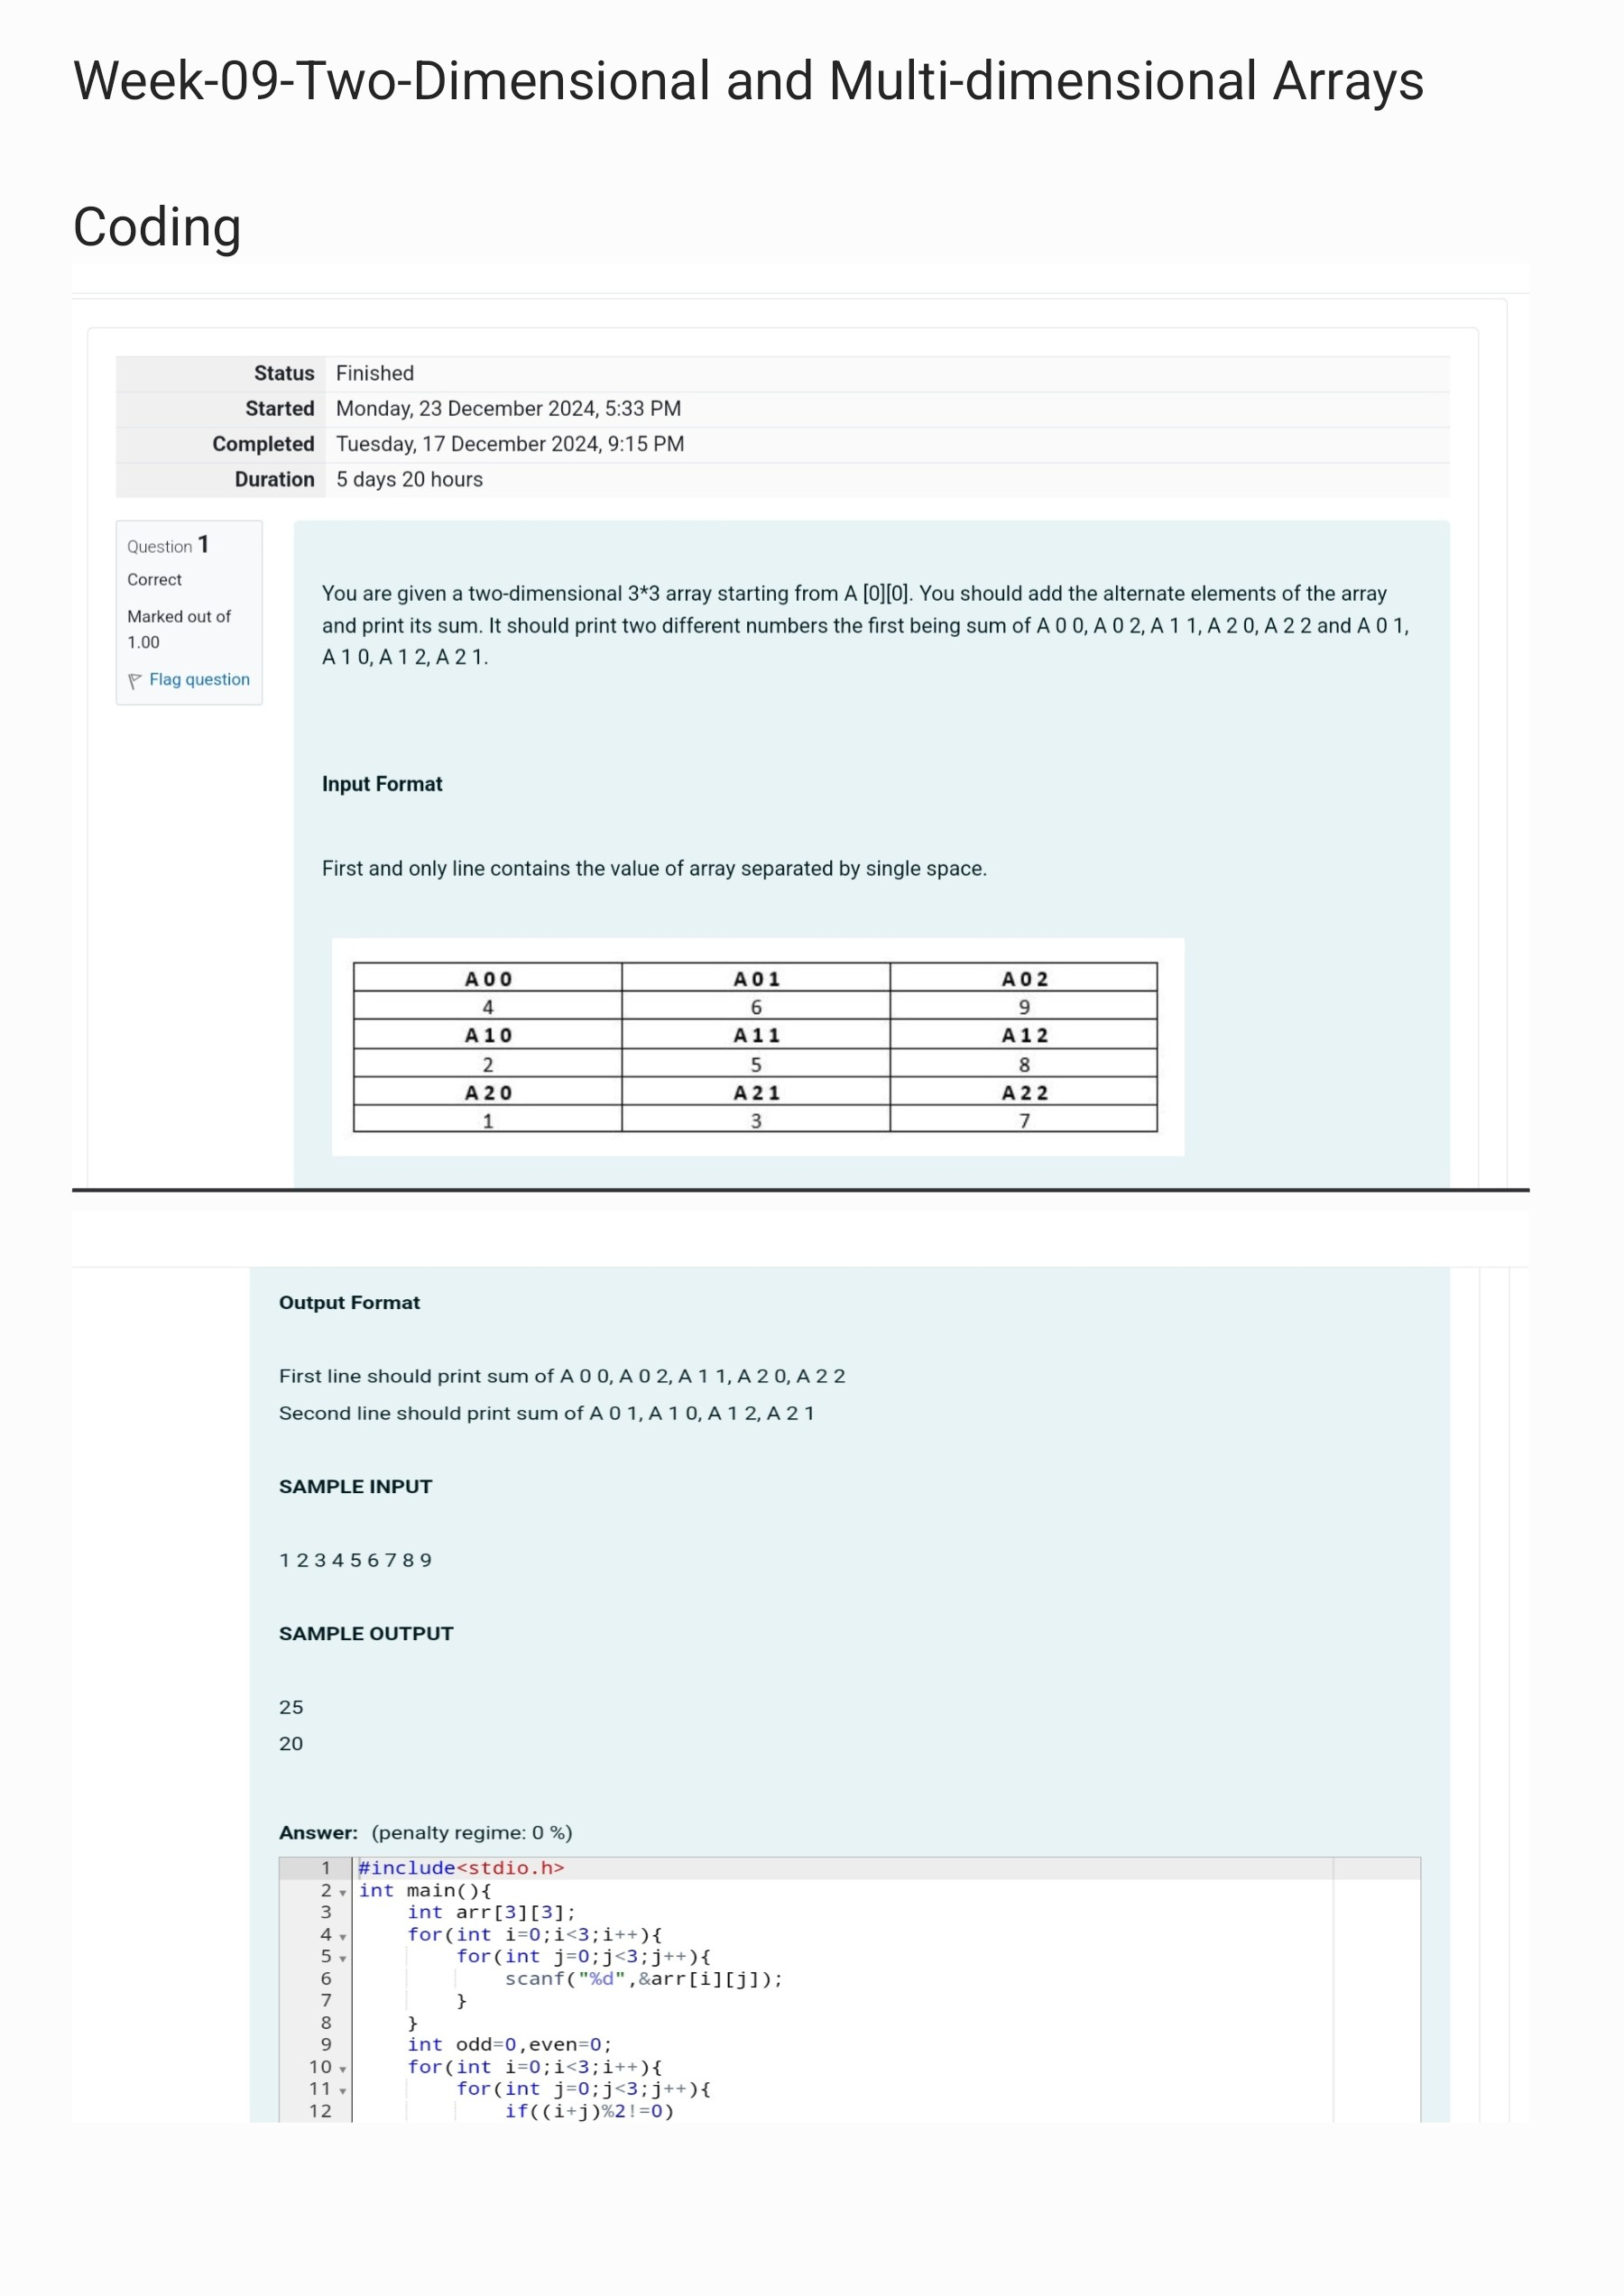 Week-09-Two-Dimensional and Multi-dimensional Arrays
Coding
Status Finished
Started Monday, 23 December 2024, 5:33 PM
Completed Tuesday, 17 December 2024, 9:15 PM
Duration 5 days 20 hours
Question 1
Correct
Marked out of
1.00
Flag question
You are given a two-dimensional 3*3 array starting from A [0][0]. You should add the alternate elements of the array
and print its sum. It should print two different numbers the first being sum of A 0 0, A 0 2, A 1 1, A 2 0, A 2 2 and A 0 1,
A 1 0, A 1 2, A 2 1.
Input Format
First and only line contains the value of array separated by single space.
A 0 0 A 0 1 A 0 2
4 6 9
A 1 0 A 1 1 A 1 2
2 5 8
A 2 0 A 2 1 A 2 2
1 3 7
Output Format
First line should print sum of A 0 0, A 0 2, A 1 1, A 2 0, A 2 2
Second line should print sum of A 0 1, A 1 0, A 1 2, A 2 1
SAMPLE INPUT
1 2 3 4 5 6 7 8 9
SAMPLE OUTPUT
25
20
Answer: (penalty regime: 0 %)
1 #include<stdio.h>
2 int main(){
3     int arr[3][3];
4     for(int i=0;i<3;i++){
5         for(int j=0;j<3;j++){
6             scanf("%d",&arr[i][j]);
7         }
8     }
9     int odd=0,even=0;
10     for(int i=0;i<3;i++){
11         for(int j=0;j<3;j++){
12             if((i+j)%2!=0)